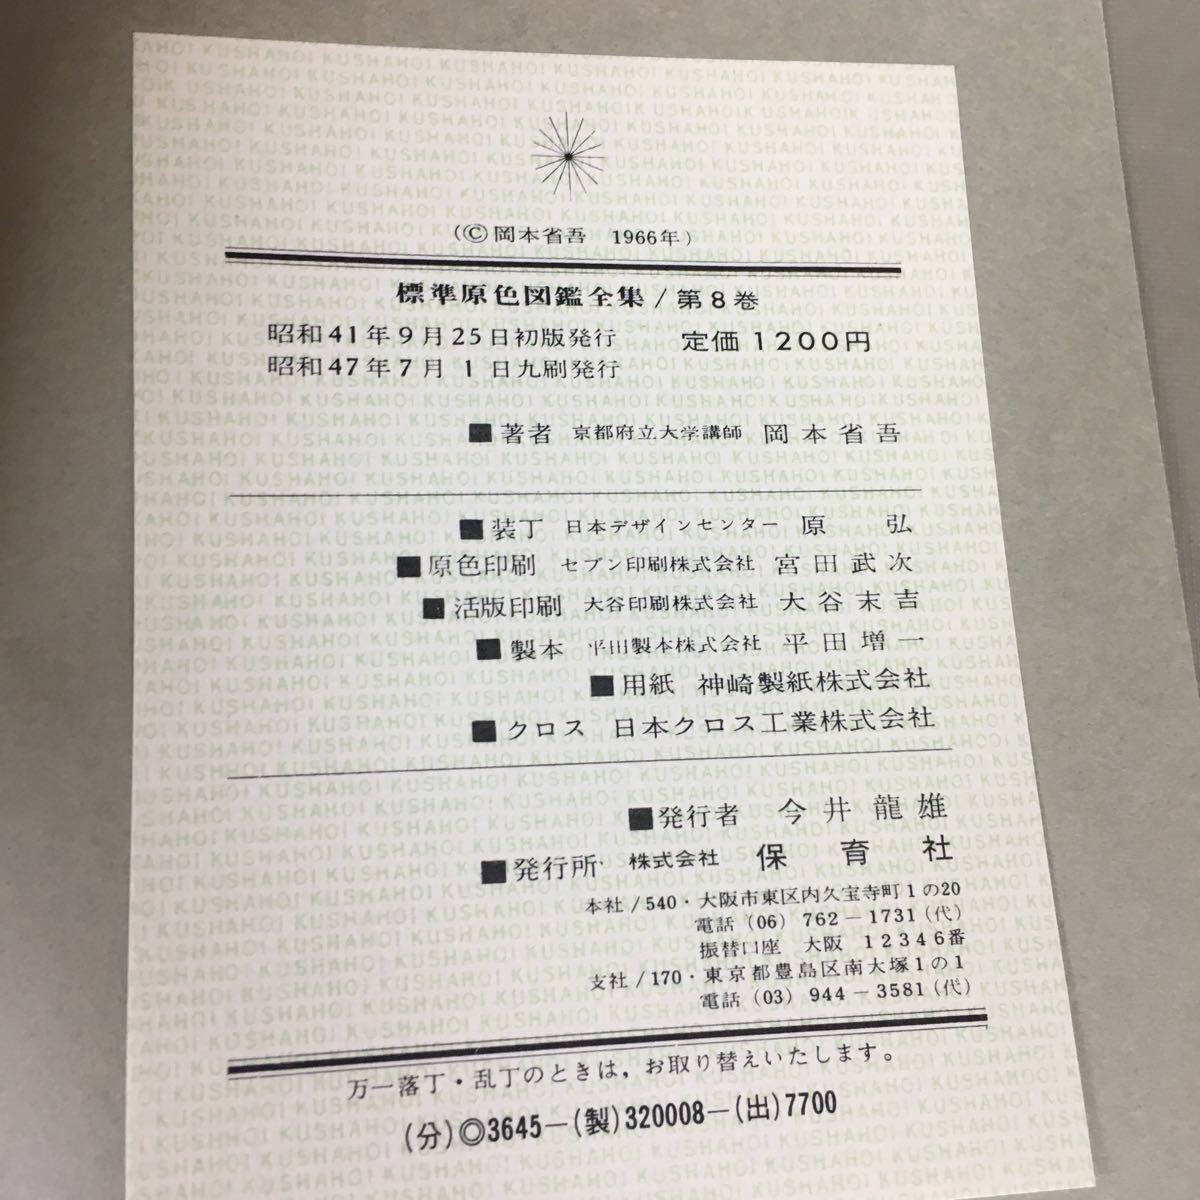 (©岡本省吾　1966年)
標準原色図鑑全集/第8巻
昭和41年9月25日初版発行　定価1200円
昭和47年7月1日九刷発行
■著者　京都府立大学講師　岡本省吾
■装丁　日本デザインセンター　原　弘
■原色印刷　セブン印刷株式会社　宮田武次
■活版印刷　大谷印刷株式会社　大谷末吉
■製本　平田製本株式会社　平田増一
■用紙　神崎製紙株式会社
■クロス　日本クロス工業株式会社
■発行者　今井龍雄
■発行所・株式会社　保育社
本社/540・大阪市東区内久宝寺町1の20
電話(06)762－1731(代)
振替口座　大阪　12346番
支社/170・東京都豊島区南大塚1の1
電話(03)944－3581(代)
万一落丁・乱丁のときは，お取り替えいたします。
(分)◎3645－(製)320008－(出)7700